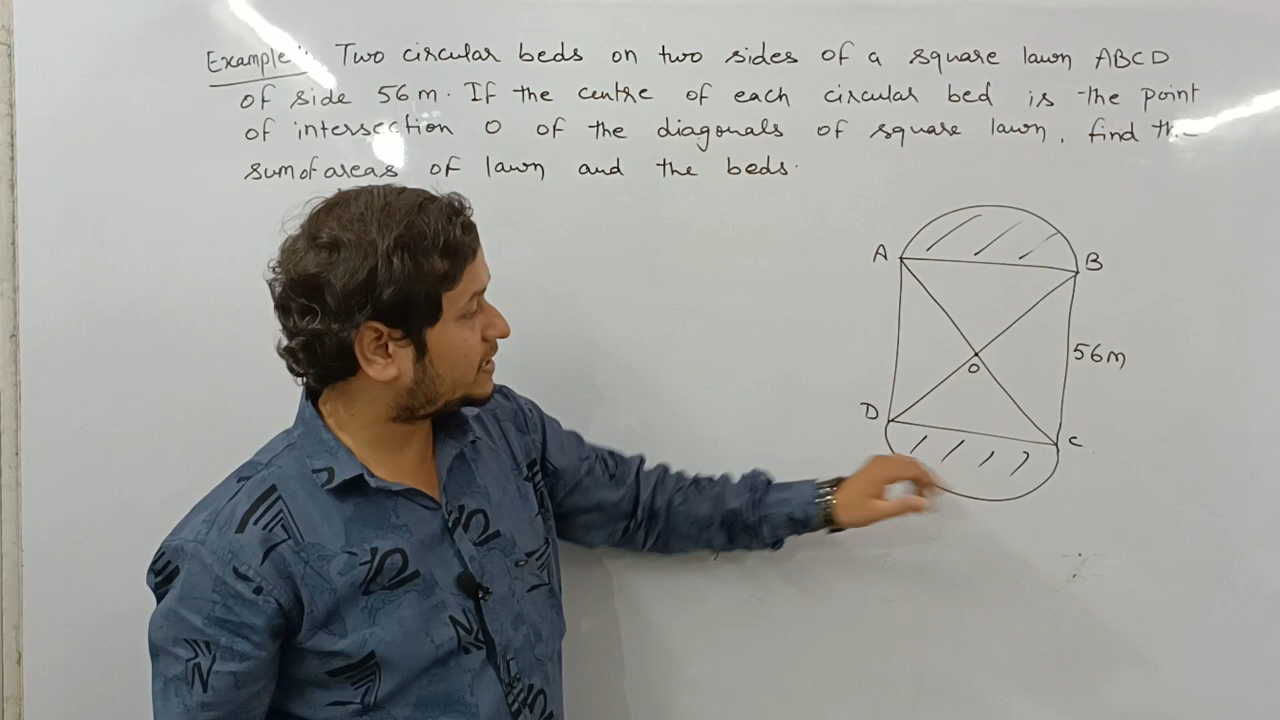 Example: Two circular beds on two sides of a square lawn ABCD
of side 56m. If the centre of each circular bed is the point
of intersection O of the diagonals of square lawn, find the
sum of areas of lawn and the beds.
A
B
56m
O
D
C